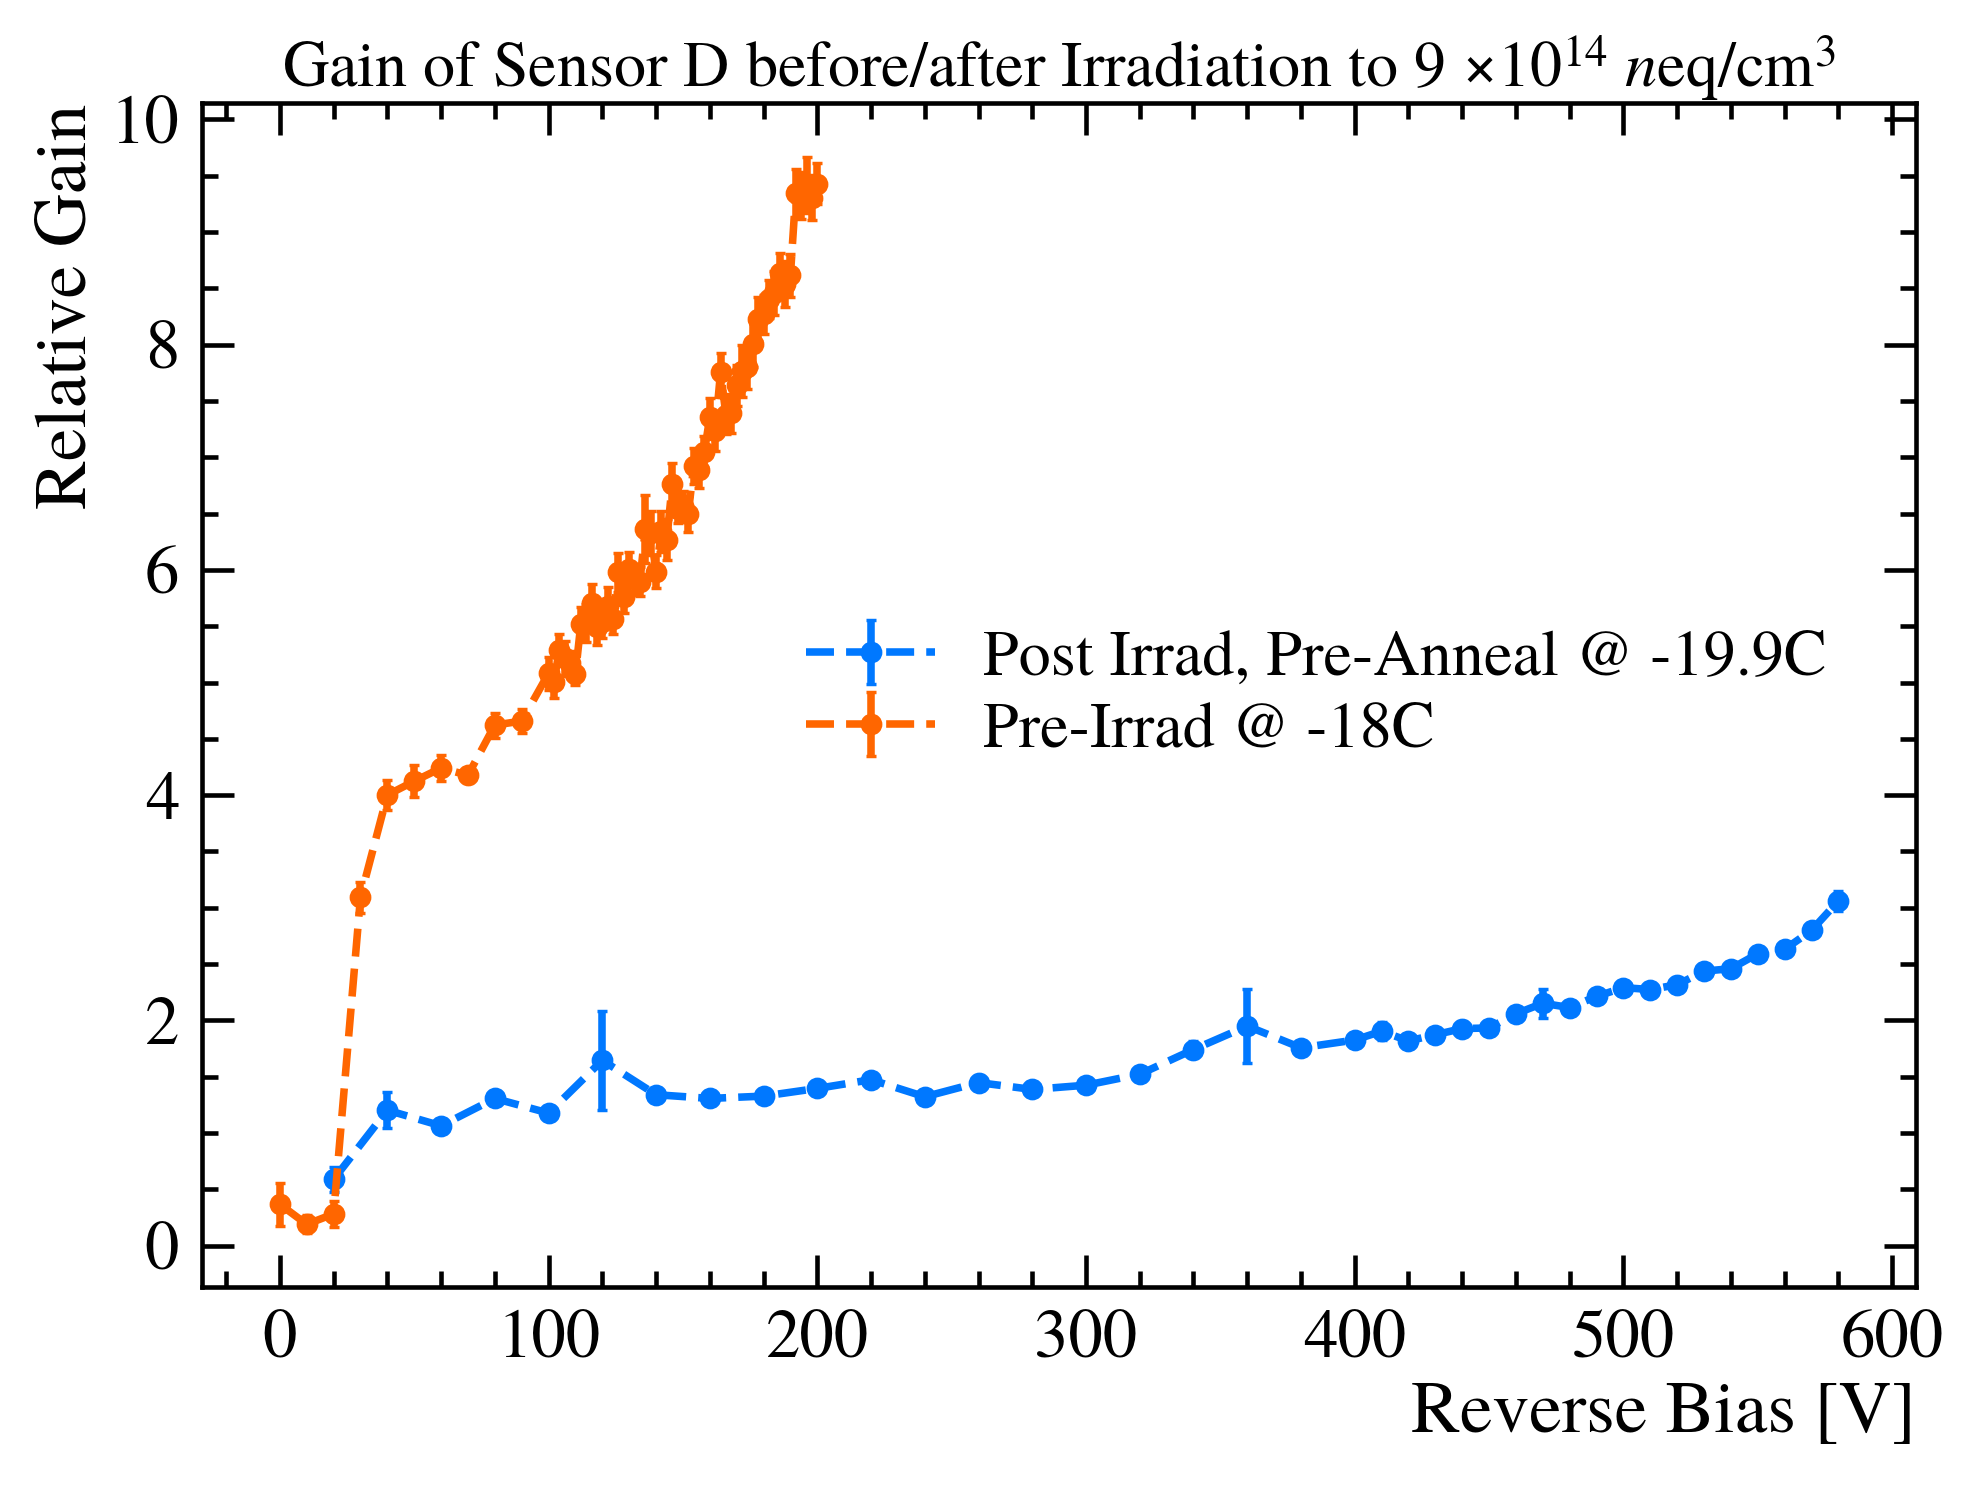 Gain of Sensor D before/after Irradiation to 9 ×10¹⁴ neq/cm³
Relative Gain
10
8
6
4
2
0
Post Irrad, Pre-Anneal @ -19.9C
Pre-Irrad @ -18C
0 100 200 300 400 500 600
Reverse Bias [V]